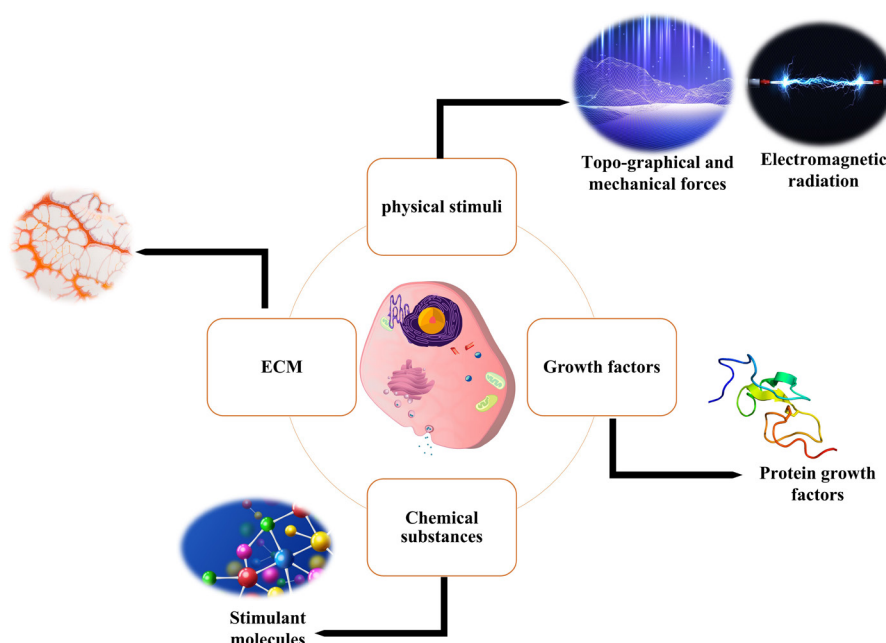 Topo-graphical and
mechanical forces
Electromagnetic
radiation
physical stimuli
ECM
Growth factors
Protein growth
factors
Chemical
substances
Stimulant
molecules